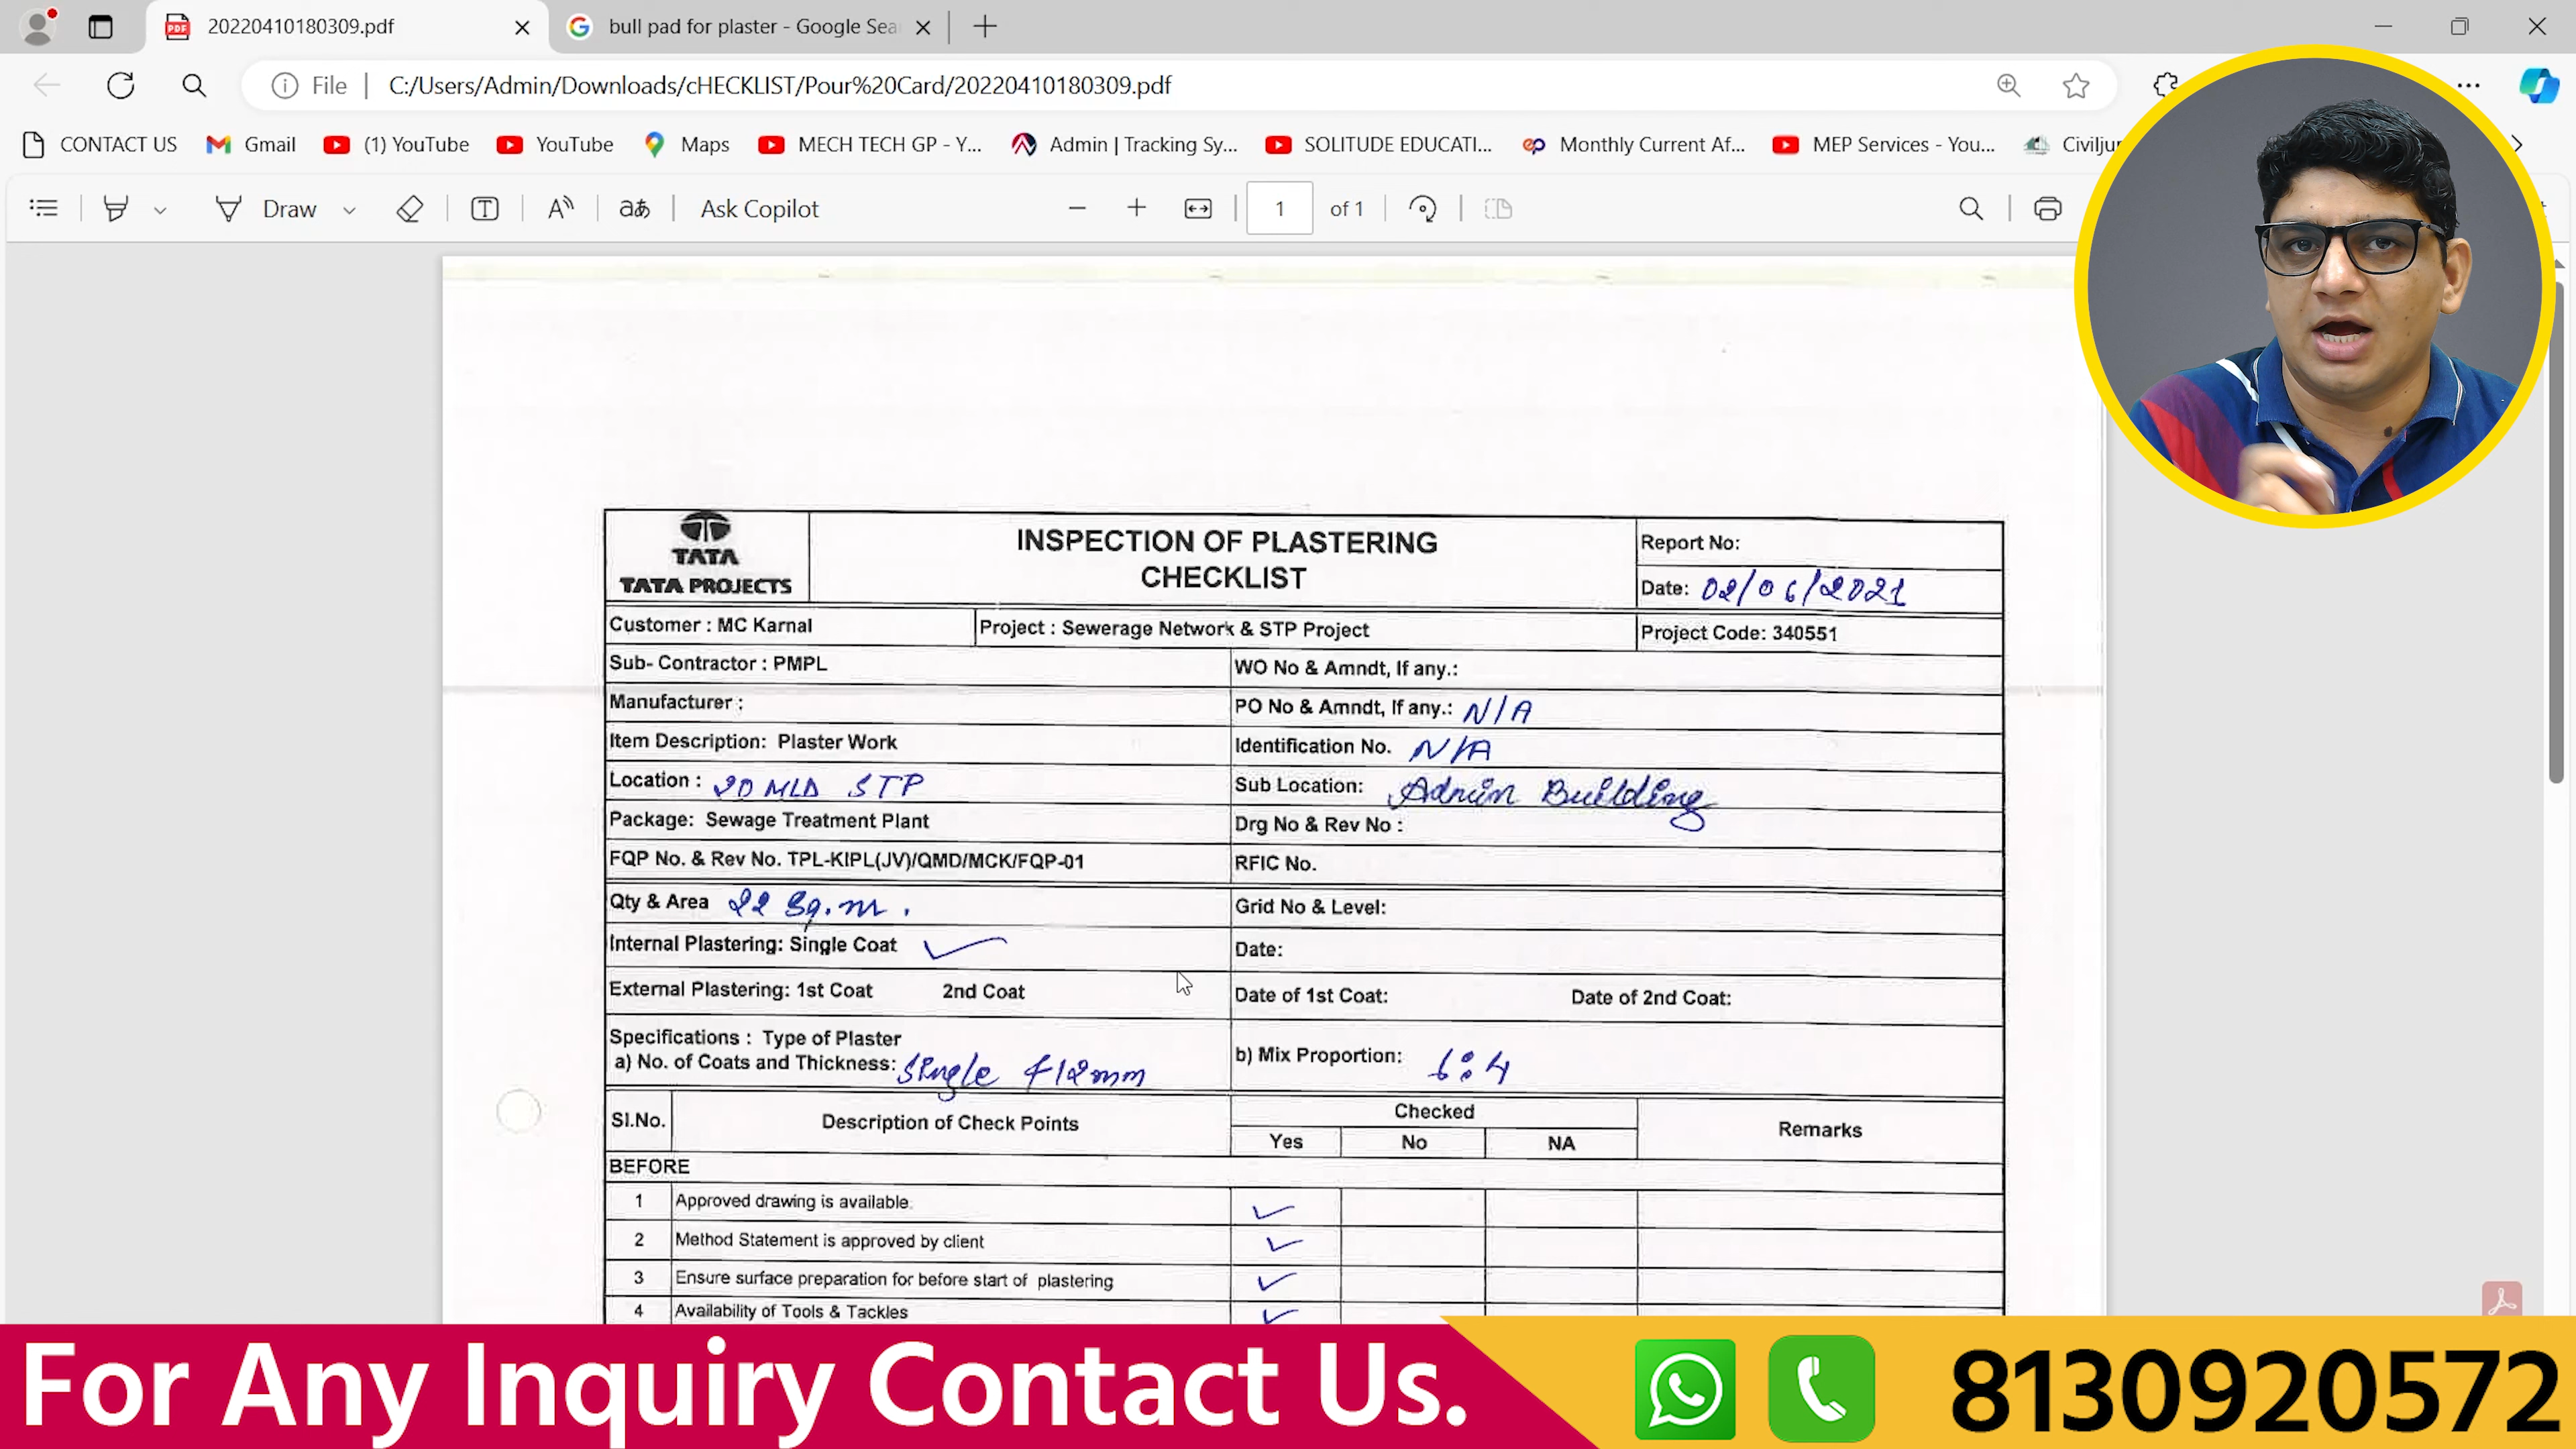 20220410180309.pdf
bull pad for plaster - Google Sea
File
C:/Users/Admin/Downloads/cHECKLIST/Pour%20Card/20220410180309.pdf
CONTACT US
Gmail
(1) YouTube
YouTube
Maps
MECH TECH GP - Y...
Admin | Tracking Sy...
SOLITUDE EDUCATI...
Monthly Current Af...
MEP Services - You...
Civilju
Draw
Ask Copilot
1 of 1
TATA
TATA PROJECTS
INSPECTION OF PLASTERING
CHECKLIST
Report No:
Date: 02/06/2021
Customer : MC Karnal
Project : Sewerage Network & STP Project
Project Code: 340551
Sub- Contractor : PMPL
WO No & Amndt, If any.:
Manufacturer :
PO No & Amndt, If any.: N/A
Item Description: Plaster Work
Identification No. N/A
Location : 20 MLD STP
Sub Location: Admin Building
Package: Sewage Treatment Plant
Drg No & Rev No :
FQP No. & Rev No. TPL-KIPL(JV)/QMD/MCK/FQP-01
RFIC No.
Qty & Area 22 Sq.m.
Grid No & Level:
Internal Plastering: Single Coat
Date:
External Plastering: 1st Coat 2nd Coat
Date of 1st Coat: Date of 2nd Coat:
Specifications : Type of Plaster
a) No. of Coats and Thickness: Single & 12mm
b) Mix Proportion: 1:4
Sl.No.
Description of Check Points
Checked
Yes No NA
Remarks
BEFORE
1 Approved drawing is available.
2 Method Statement is approved by client
3 Ensure surface preparation for before start of plastering
4 Availability of Tools & Tackles
For Any Inquiry Contact Us.
8130920572